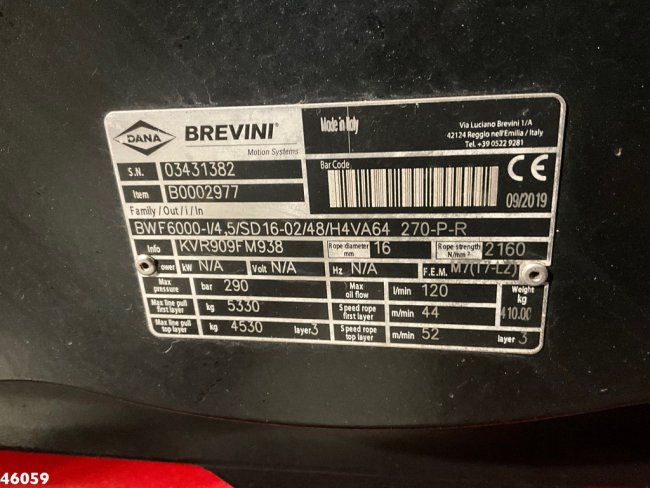 DANA BREVINI®
Motion Systems
Made in Italy
Via Luciano Brevini 1/A
42124 Reggio nell'Emilia / Italy
Tel. +39 0522 9281
S.N. 03431382
Item B0002977
Bar Code
CE
09/2019
Family / Out / i / In
BWF6000-I/4,5/SD16-02/48/H4VA64 270-P-R
Info KVR909FM938 Rope diameter mm 16 Rope strength N/mm² 2160
ower kW N/A Volt N/A Hz N/A F.E.M. M7(T7-L2)
Max pressure bar 290 Max oil flow l/min 120 Weight kg
Max line pull first layer kg 5330 Speed rope first layer m/min 44 410.00
Max line pull top layer kg 4530 layer 3 Speed rope top layer m/min 52 layer 3
46059